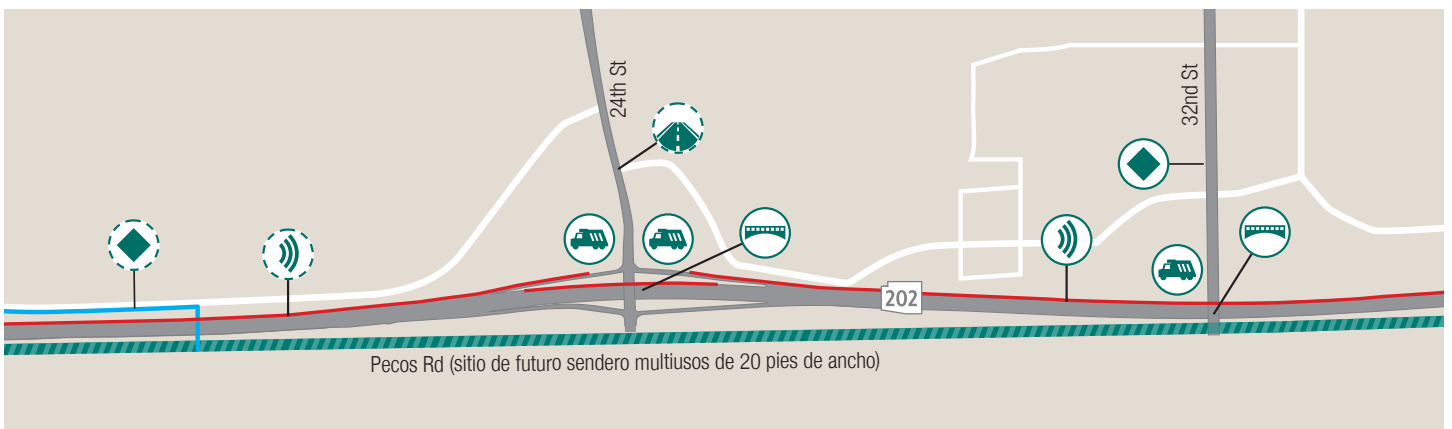 24th St
32nd St
202
Pecos Rd (sitio de futuro sendero multiusos de 20 pies de ancho)